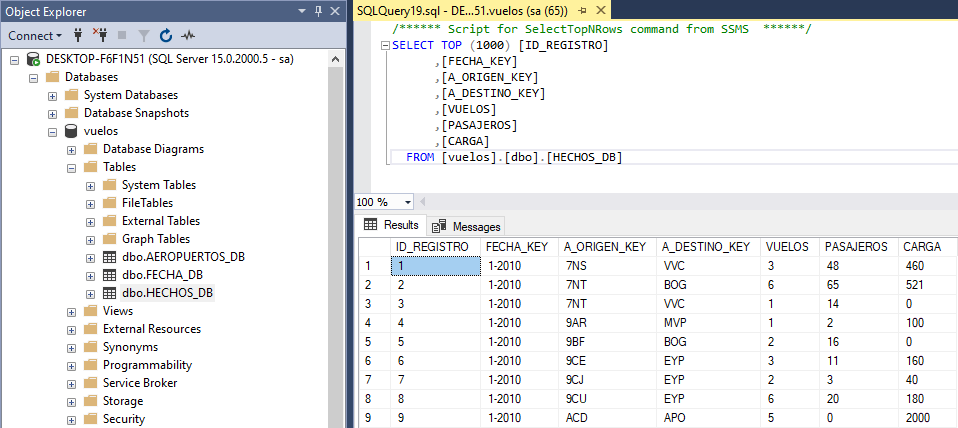 Object Explorer
Connect
DESKTOP-F6F1N51 (SQL Server 15.0.2000.5 - sa)
Databases
System Databases
Database Snapshots
vuelos
Database Diagrams
Tables
System Tables
FileTables
External Tables
Graph Tables
dbo.AEROPUERTOS_DB
dbo.FECHA_DB
dbo.HECHOS_DB
Views
External Resources
Synonyms
Programmability
Service Broker
Storage
Security
SQLQuery19.sql - DE...51.vuelos (sa (65))
/****** Script for SelectTopNRows command from SSMS ******/
SELECT TOP (1000) [ID_REGISTRO]
,[FECHA_KEY]
,[A_ORIGEN_KEY]
,[A_DESTINO_KEY]
,[VUELOS]
,[PASAJEROS]
,[CARGA]
FROM [vuelos].[dbo].[HECHOS_DB]
100 %
Results Messages
ID_REGISTRO FECHA_KEY A_ORIGEN_KEY A_DESTINO_KEY VUELOS PASAJEROS CARGA
1 1 1-2010 7NS VVC 3 48 460
2 2 1-2010 7NT BOG 6 65 521
3 3 1-2010 7NT VVC 1 14 0
4 4 1-2010 9AR MVP 1 2 100
5 5 1-2010 9BF BOG 2 16 0
6 6 1-2010 9CE EYP 3 11 160
7 7 1-2010 9CJ EYP 2 3 40
8 8 1-2010 9CU EYP 6 20 180
9 9 1-2010 ACD APO 5 0 2000